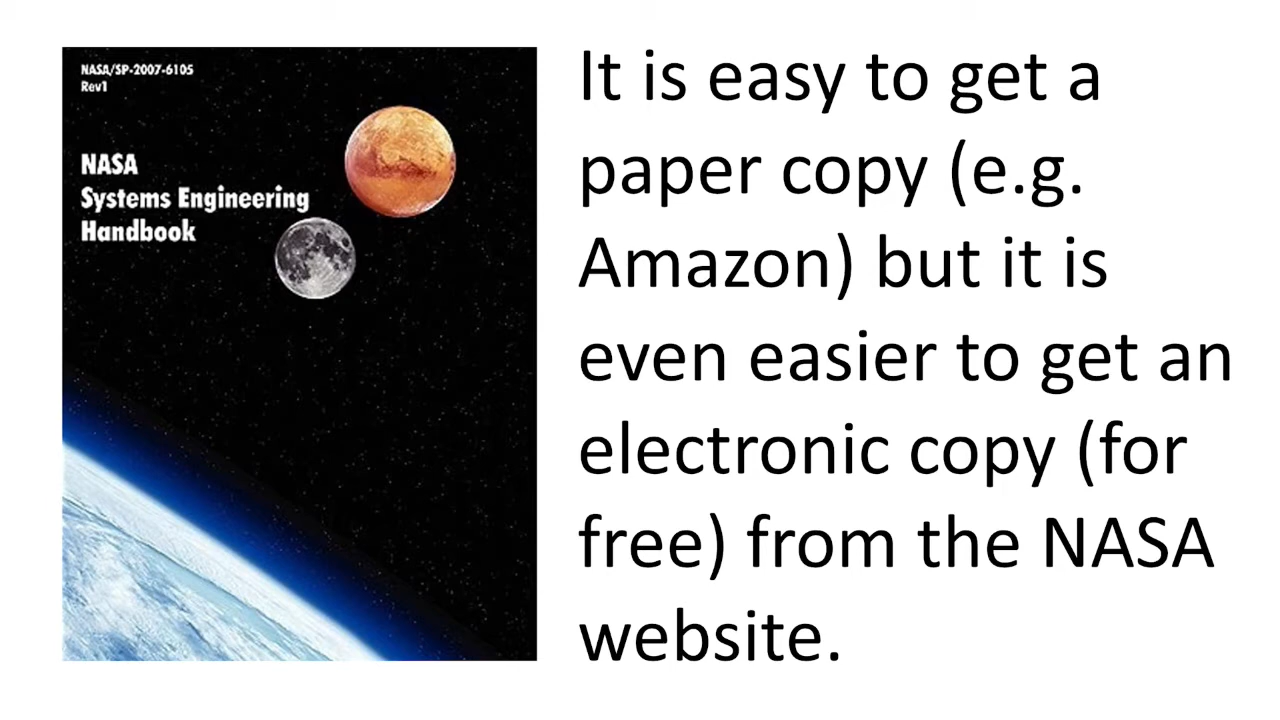 NASA/SP-2007-6105
Rev1
NASA
Systems Engineering
Handbook
It is easy to get a
paper copy (e.g.
Amazon) but it is
even easier to get an
electronic copy (for
free) from the NASA
website.